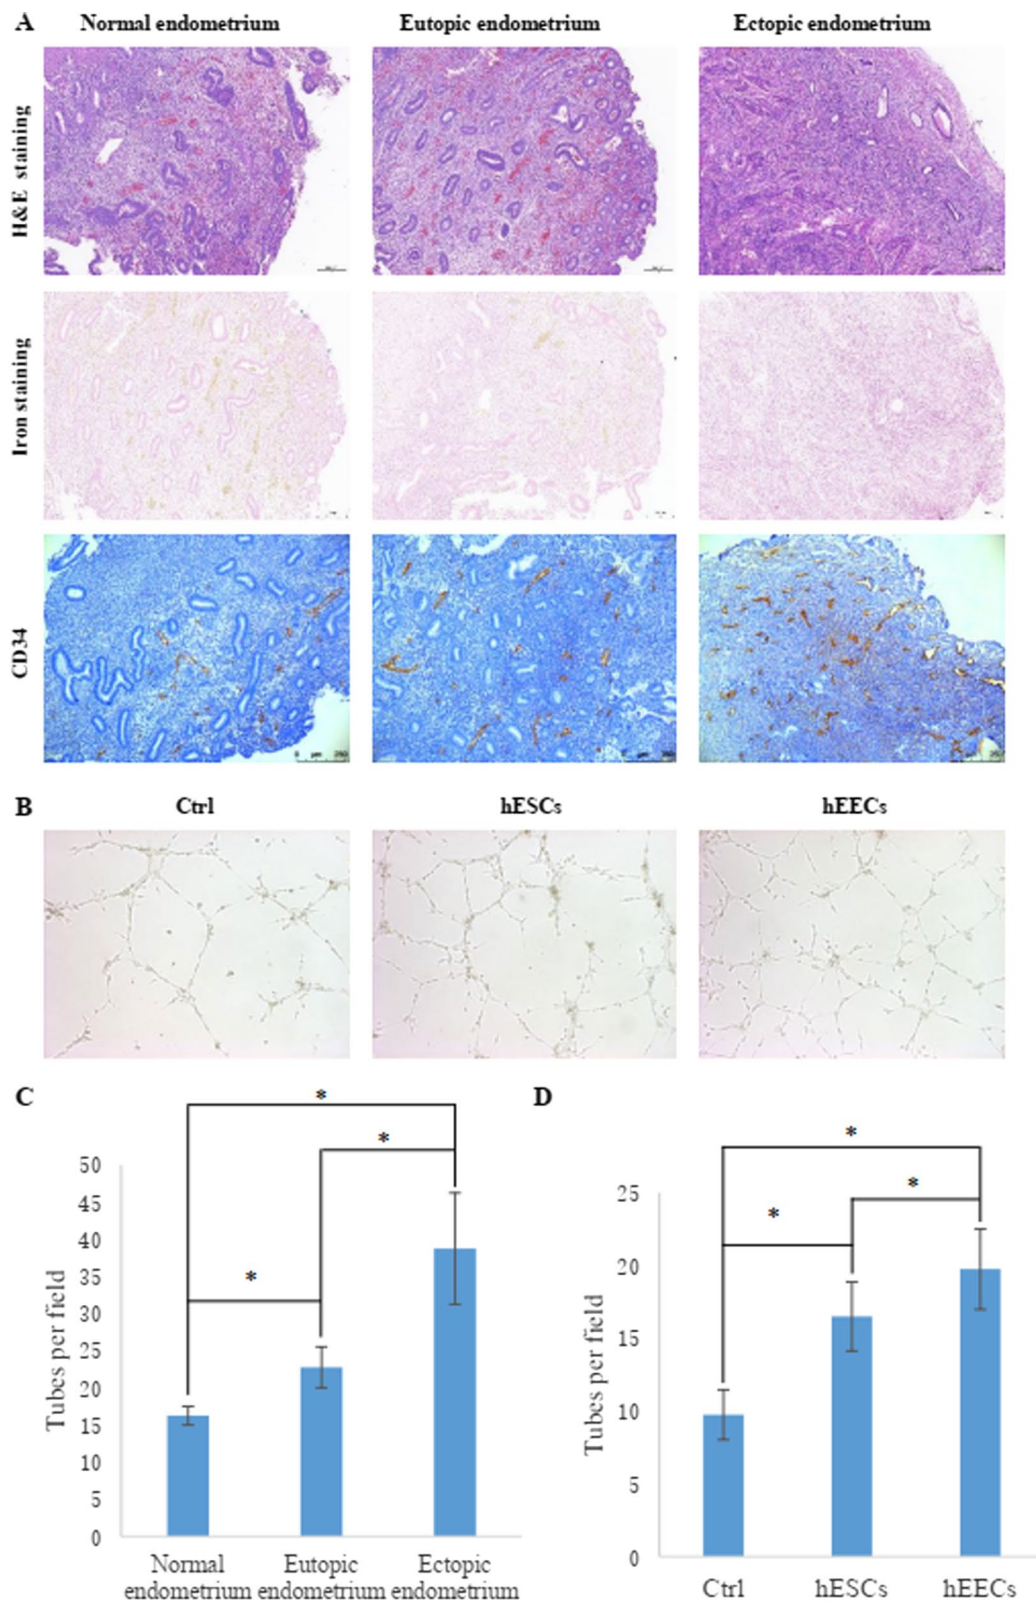 A
Normal endometrium
Eutopic endometrium
Ectopic endometrium
H&E staining
Iron staining
CD34
B
Ctrl
hESCs
hEECs
C
*
*
*
Tubes per field
50
45
40
35
30
25
20
15
10
5
0
Normal
endometrium
Eutopic
endometrium
Ectopic
endometrium
D
*
*
*
Tubes per field
25
20
15
10
5
0
Ctrl
hESCs
hEECs